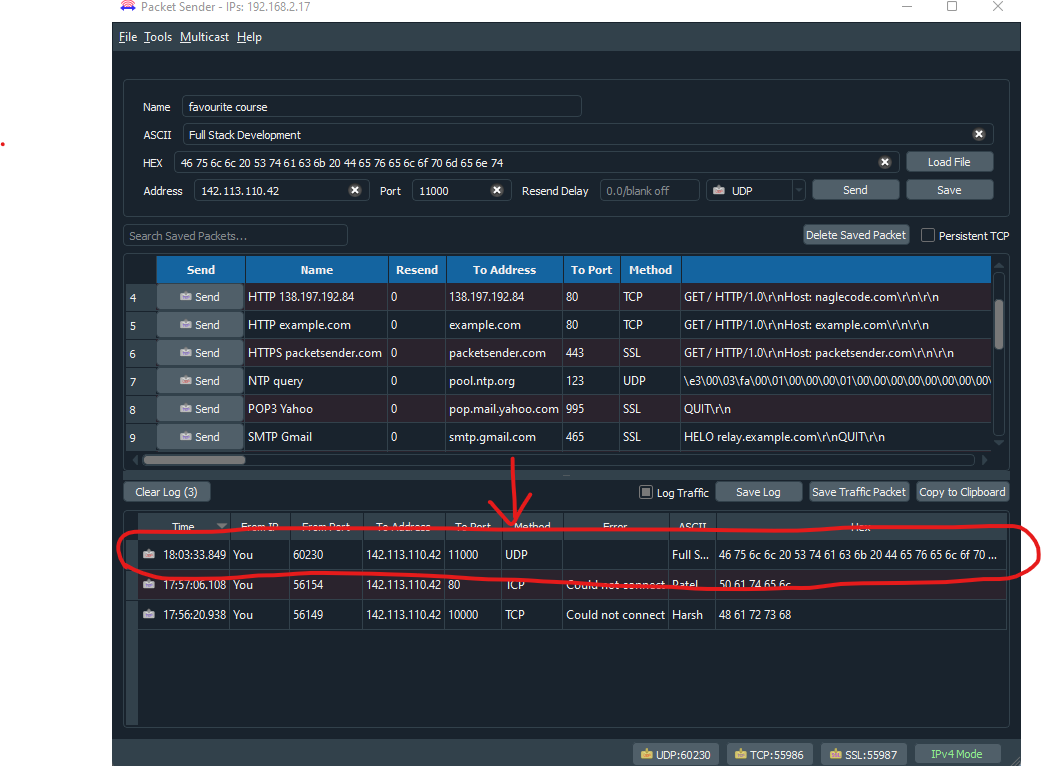 Packet Sender - IPs: 192.168.2.17
File Tools Multicast Help
Name favourite course
ASCII Full Stack Development
HEX 46 75 6c 6c 20 53 74 61 63 6b 20 44 65 76 65 6c 6f 70 6d 65 6e 74 Load File
Address 142.113.110.42 Port 11000 Resend Delay 0.0/blank off UDP Send Save
Search Saved Packets... Delete Saved Packet Persistent TCP
Send Name Resend To Address To Port Method
4 Send HTTP 138.197.192.84 0 138.197.192.84 80 TCP GET / HTTP/1.0\r\nHost: naglecode.com\r\n\r\n
5 Send HTTP example.com 0 example.com 80 TCP GET / HTTP/1.0\r\nHost: example.com\r\n\r\n
6 Send HTTPS packetsender.com 0 packetsender.com 443 SSL GET / HTTP/1.0\r\nHost: packetsender.com\r\n\r\n
7 Send NTP query 0 pool.ntp.org 123 UDP \e3\00\03\fa\00\01\00\00\00\01\00\00\00\00\00\00\00\00\
8 Send POP3 Yahoo 0 pop.mail.yahoo.com 995 SSL QUIT\r\n
9 Send SMTP Gmail 0 smtp.gmail.com 465 SSL HELO relay.example.com\r\nQUIT\r\n
Clear Log (3) Log Traffic Save Log Save Traffic Packet Copy to Clipboard
Time From IP From Port To Address To Port Method Error ASCII Hex
18:03:33.849 You 60230 142.113.110.42 11000 UDP Full S... 46 75 6c 6c 20 53 74 61 63 6b 20 44 65 76 65 6c 6f 70 ...
17:57:06.108 You 56154 142.113.110.42 80 TCP Could not connect Patel 50 61 74 65 6c
17:56:20.938 You 56149 142.113.110.42 10000 TCP Could not connect Harsh 48 61 72 73 68
UDP:60230 TCP:55986 SSL:55987 IPv4 Mode